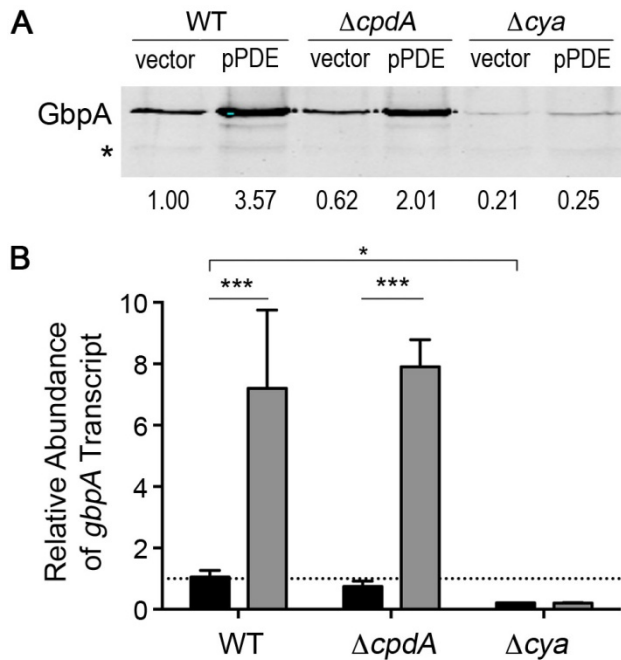 A
WT ΔcpdA Δcya
vector pPDE vector pPDE vector pPDE
GbpA
*
1.00 3.57 0.62 2.01 0.21 0.25
B
*
*** ***
Relative Abundance
of gbpA Transcript
10
8
6
4
2
0
WT ΔcpdA Δcya